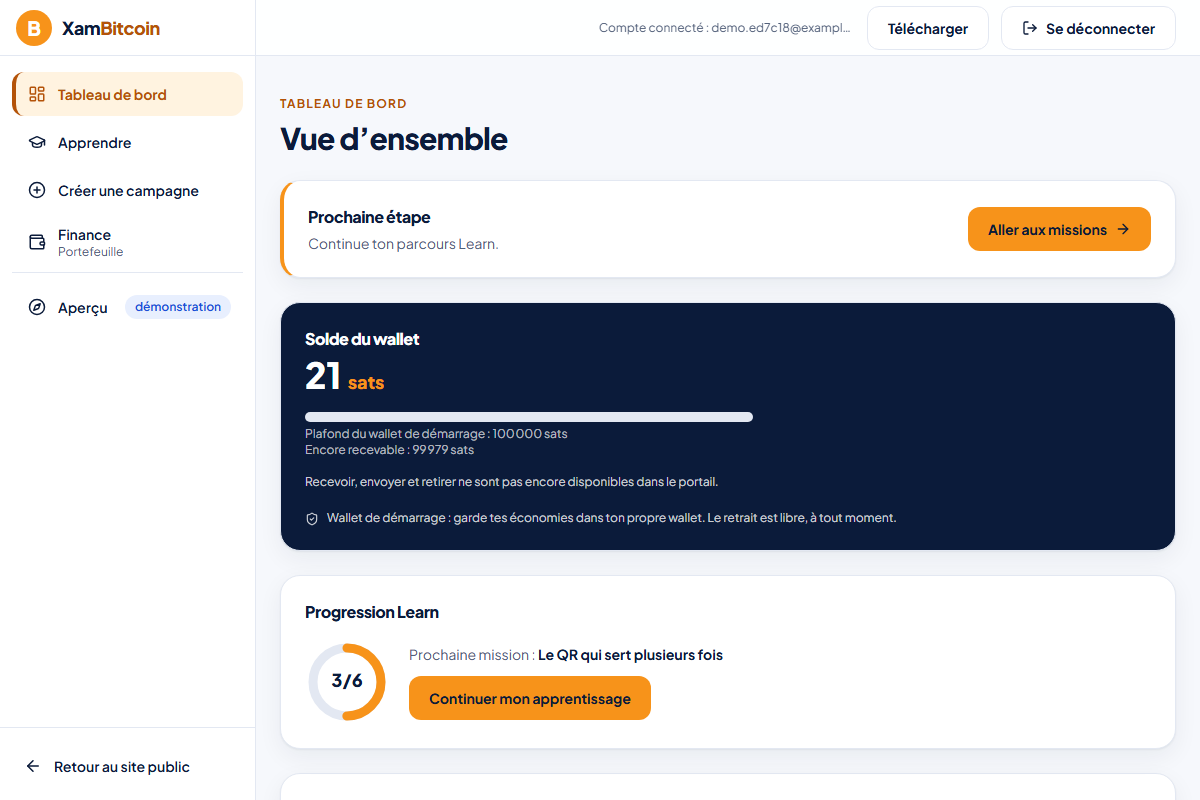 B XamBitcoin
Compte connecté : demo.ed7c18@exampl…
Télécharger
Se déconnecter
Tableau de bord
Apprendre
Créer une campagne
Finance
Portefeuille
Aperçu démonstration
Retour au site public
TABLEAU DE BORD
Vue d’ensemble
Prochaine étape
Continue ton parcours Learn.
Aller aux missions
Solde du wallet
21 sats
Plafond du wallet de démarrage : 100 000 sats
Encore recevable : 99 979 sats
Recevoir, envoyer et retirer ne sont pas encore disponibles dans le portail.
Wallet de démarrage : garde tes économies dans ton propre wallet. Le retrait est libre, à tout moment.
Progression Learn
3/6
Prochaine mission : Le QR qui sert plusieurs fois
Continuer mon apprentissage